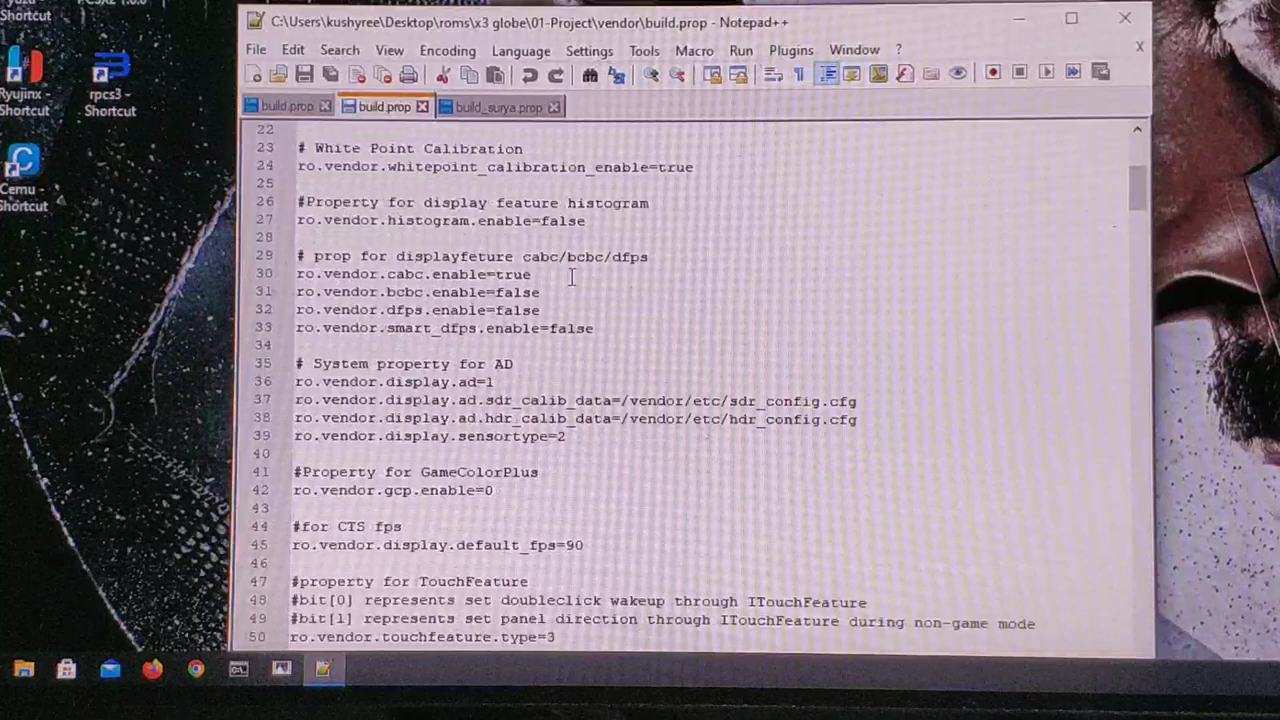 Shortcut
Ryujinx -
Shortcut
rpcs3 -
Shortcut
Cemu -
Shortcut
C:\Users\kushyree\Desktop\roms\x3 globe\01-Project\vendor\build.prop - Notepad++
File Edit Search View Encoding Language Settings Tools Macro Run Plugins Window ?
build.prop build.prop build_surya.prop
22
23 # White Point Calibration
24 ro.vendor.whitepoint_calibration_enable=true
25
26 #Property for display feature histogram
27 ro.vendor.histogram.enable=false
28
29 # prop for displayfeture cabc/bcbc/dfps
30 ro.vendor.cabc.enable=true
31 ro.vendor.bcbc.enable=false
32 ro.vendor.dfps.enable=false
33 ro.vendor.smart_dfps.enable=false
34
35 # System property for AD
36 ro.vendor.display.ad=1
37 ro.vendor.display.ad.sdr_calib_data=/vendor/etc/sdr_config.cfg
38 ro.vendor.display.ad.hdr_calib_data=/vendor/etc/hdr_config.cfg
39 ro.vendor.display.sensortype=2
40
41 #Property for GameColorPlus
42 ro.vendor.gcp.enable=0
43
44 #for CTS fps
45 ro.vendor.display.default_fps=90
46
47 #property for TouchFeature
48 #bit[0] represents set doubleclick wakeup through ITouchFeature
49 #bit[1] represents set panel direction through ITouchFeature during non-game mode
50 ro.vendor.touchfeature.type=3